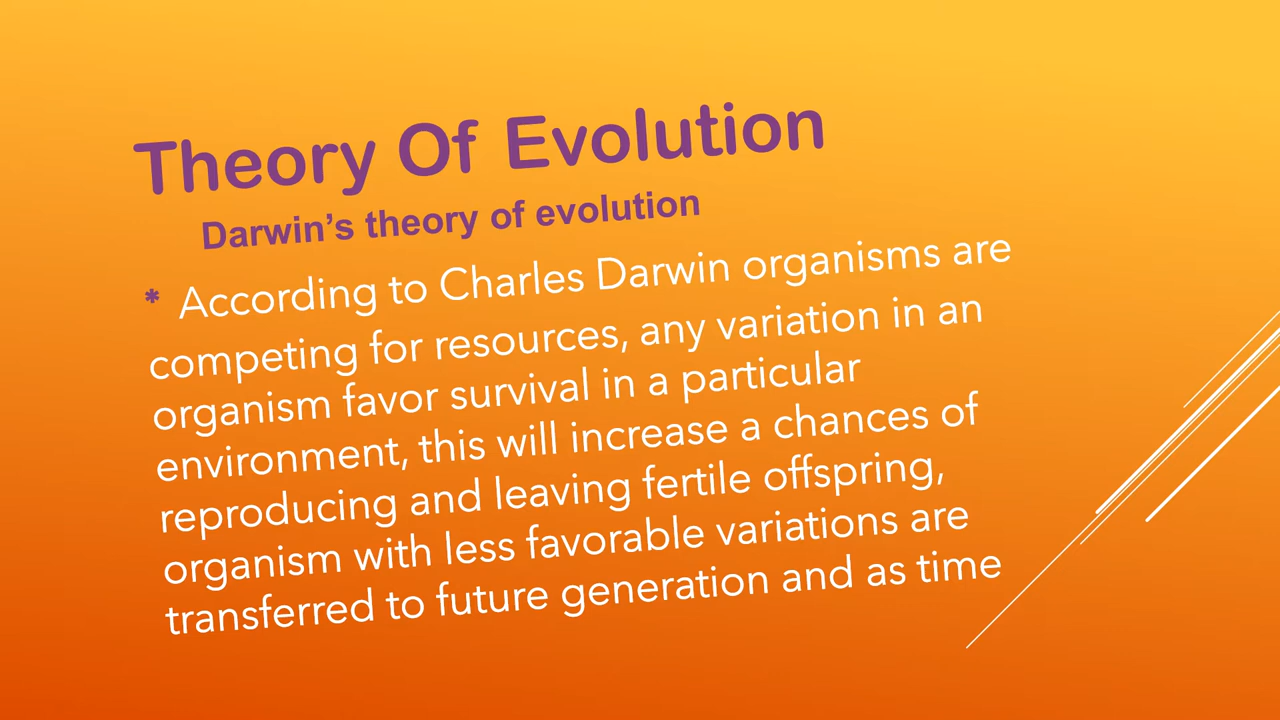 Theory Of Evolution
Darwin’s theory of evolution
* According to Charles Darwin organisms are
competing for resources, any variation in an
organism favor survival in a particular
environment, this will increase a chances of
reproducing and leaving fertile offspring,
organism with less favorable variations are
transferred to future generation and as time